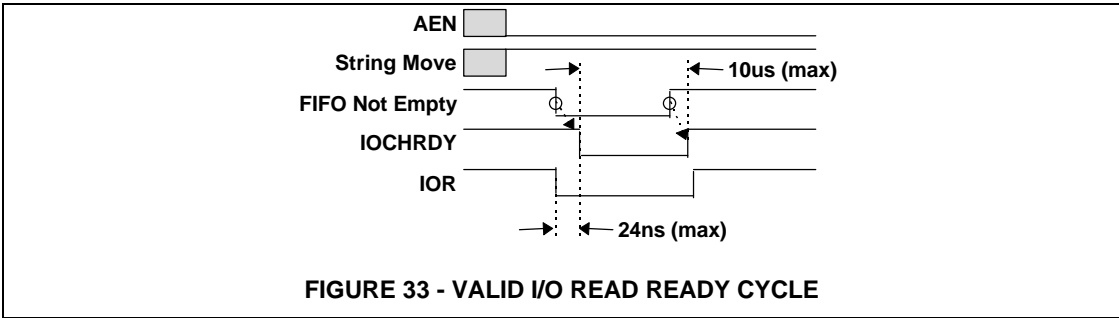 AEN
String Move
10us (max)
FIFO Not Empty
IOCHRDY
IOR
24ns (max)
FIGURE 33 - VALID I/O READ READY CYCLE